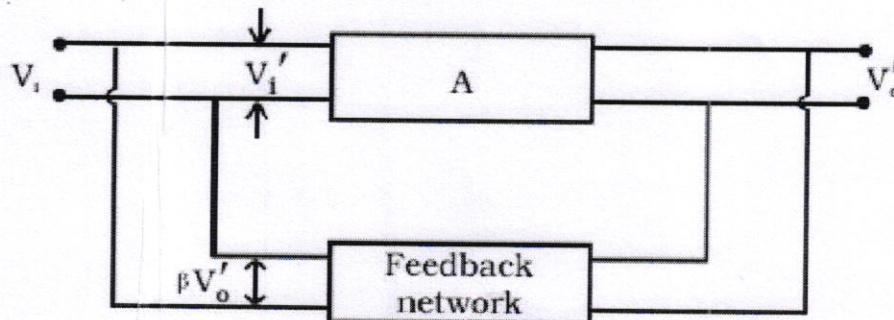 Vᵢ
Vᵢ′
A
Vₒ′
βVₒ′
Feedback
network